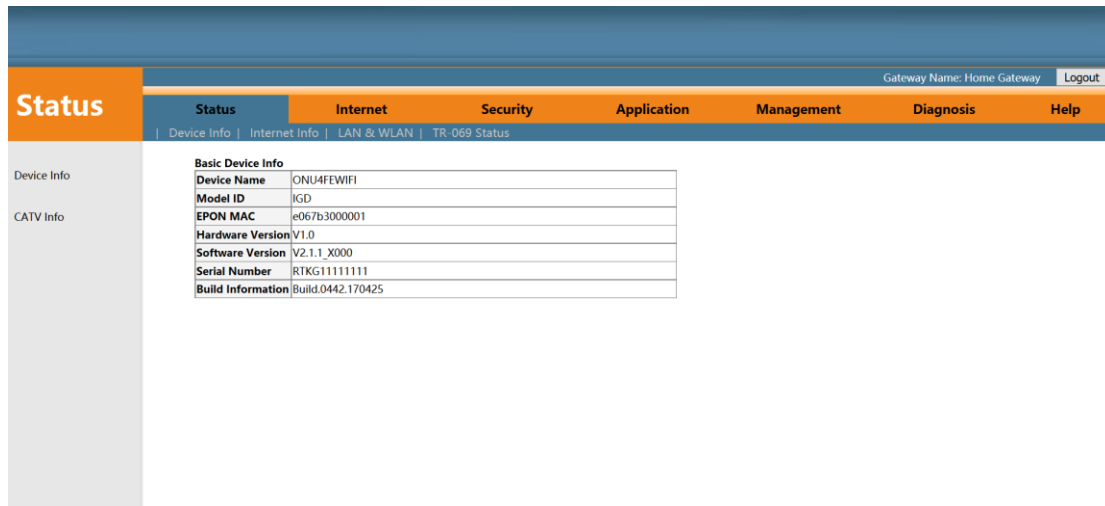 Gateway Name: Home Gateway Logout
Status
Status Internet Security Application Management Diagnosis Help
| Device Info | Internet Info | LAN & WLAN | TR-069 Status
Device Info
CATV Info
Basic Device Info
Device Name ONU4FEWIFI
Model ID IGD
EPON MAC e067b3000001
Hardware Version V1.0
Software Version V2.1.1_X000
Serial Number RTKG11111111
Build Information Build.0442.170425